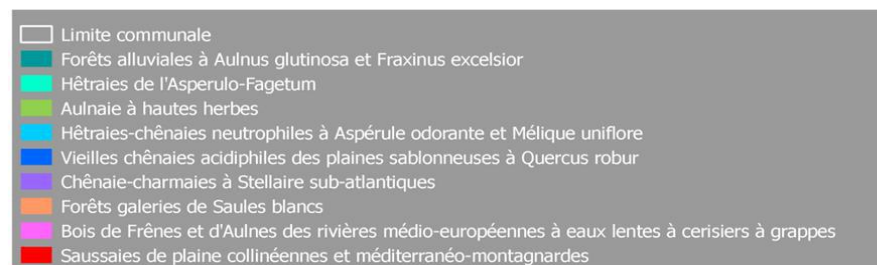 Limite communale
Forêts alluviales à Aulnus glutinosa et Fraxinus excelsior
Hêtraies de l'Asperulo-Fagetum
Aulnaie à hautes herbes
Hêtraies-chênaies neutrophiles à Aspérule odorante et Mélique uniflore
Vieilles chênaies acidiphiles des plaines sablonneuses à Quercus robur
Chênaie-charmaies à Stellaire sub-atlantiques
Forêts galeries de Saules blancs
Bois de Frênes et d'Aulnes des rivières médio-européennes à eaux lentes à cerisiers à grappes
Saussaies de plaine collinéennes et méditerranéo-montagnardes